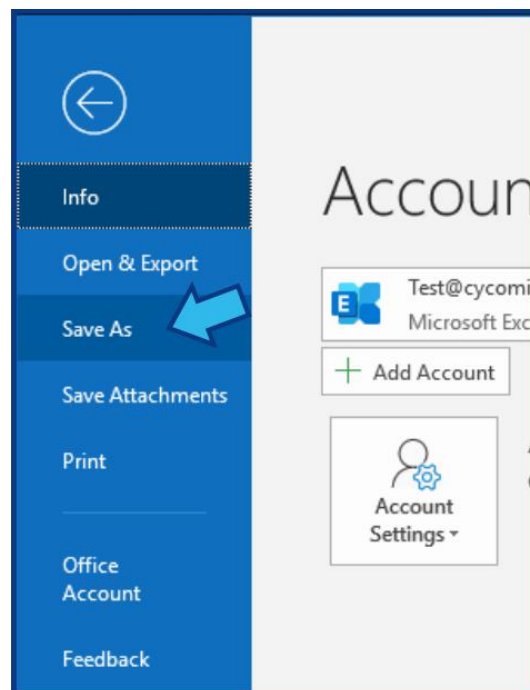 Info
Open & Export
Save As
Save Attachments
Print
Office
Account
Feedback
Accoun
Test@cycomi
Microsoft Exc
Add Account
Account
Settings